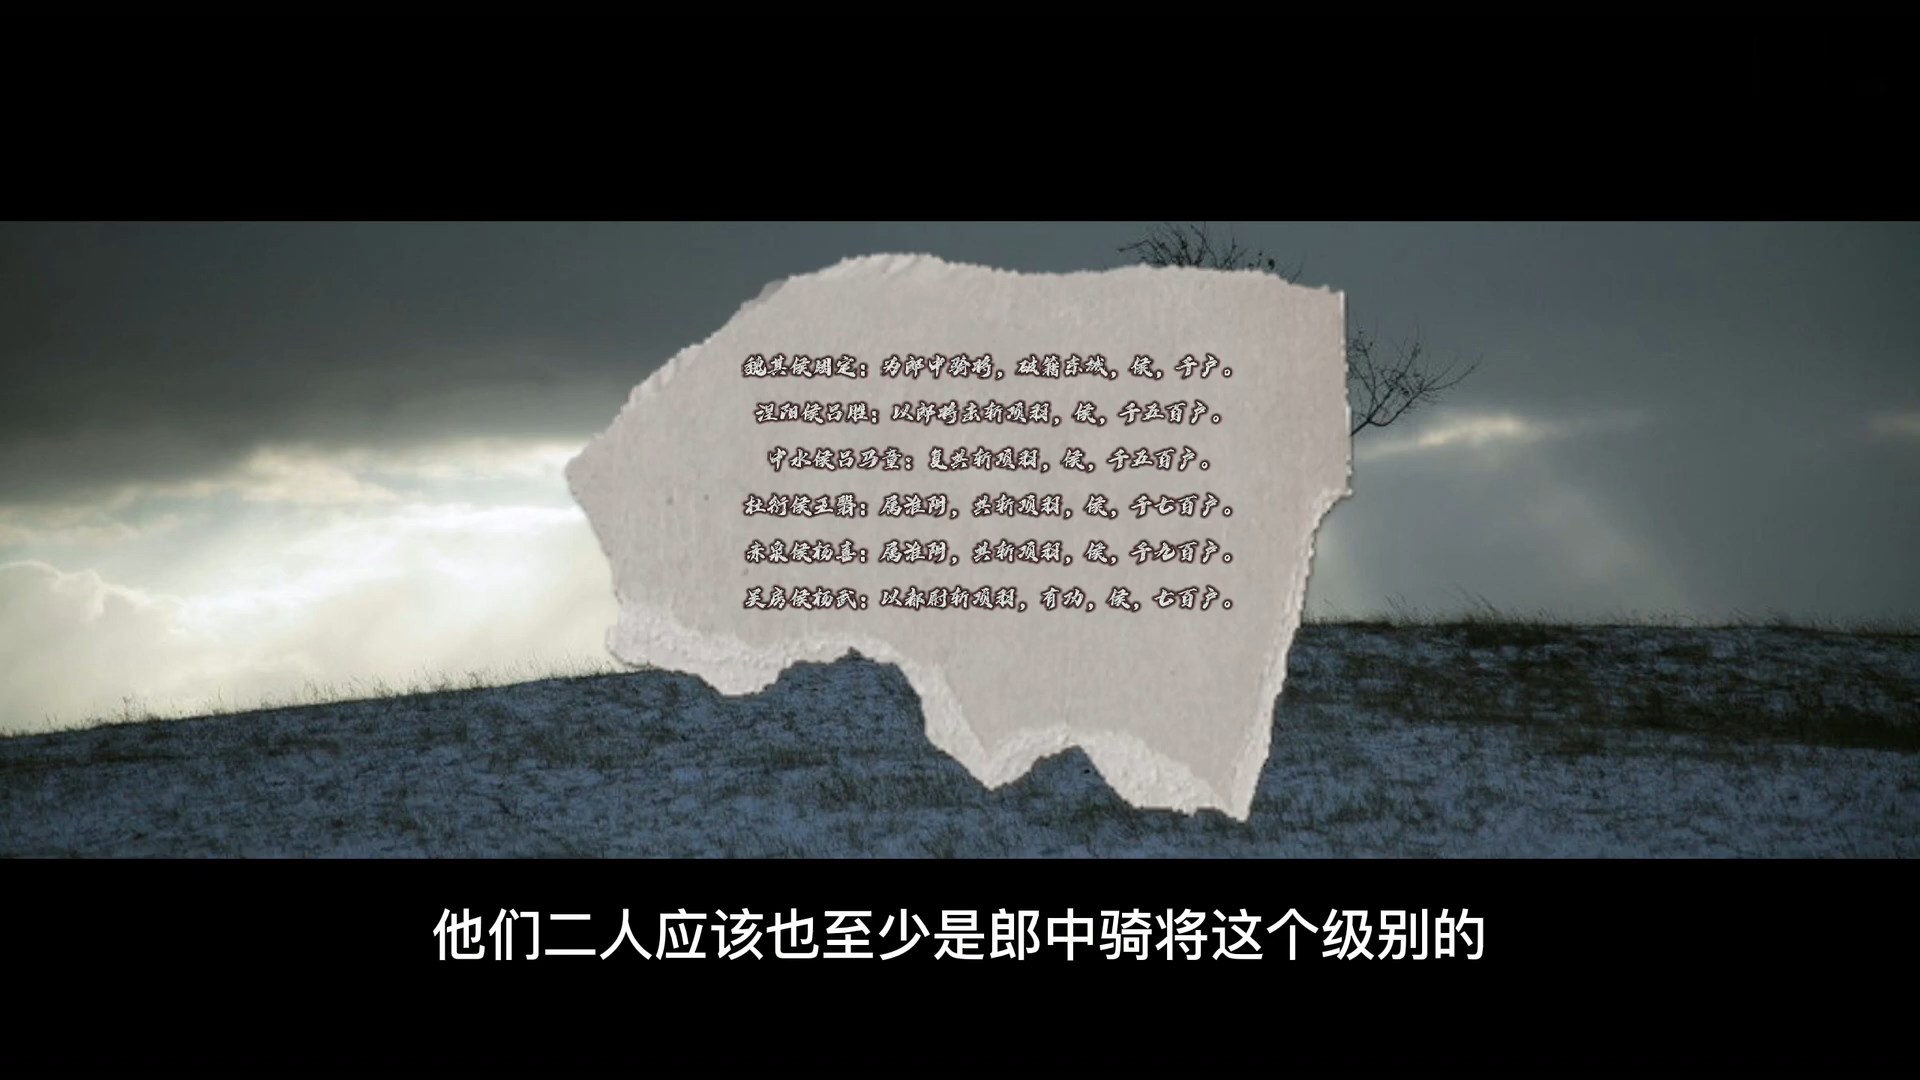 魏其侯周定：为郎中骑将，破籍东城，侯，千户。
涅阳侯吕胜：以郎将击斩项羽，侯，千五百户。
中水侯吕马童：复共斩项羽，侯，千五百户。
杜衍侯王翳：属淮阴，共斩项羽，侯，千七百户。
赤泉侯杨喜：属淮阴，共斩项羽，侯，千九百户。
吴房侯杨武：以都尉斩项羽，有功，侯，七百户。
他们二人应该也至少是郎中骑将这个级别的